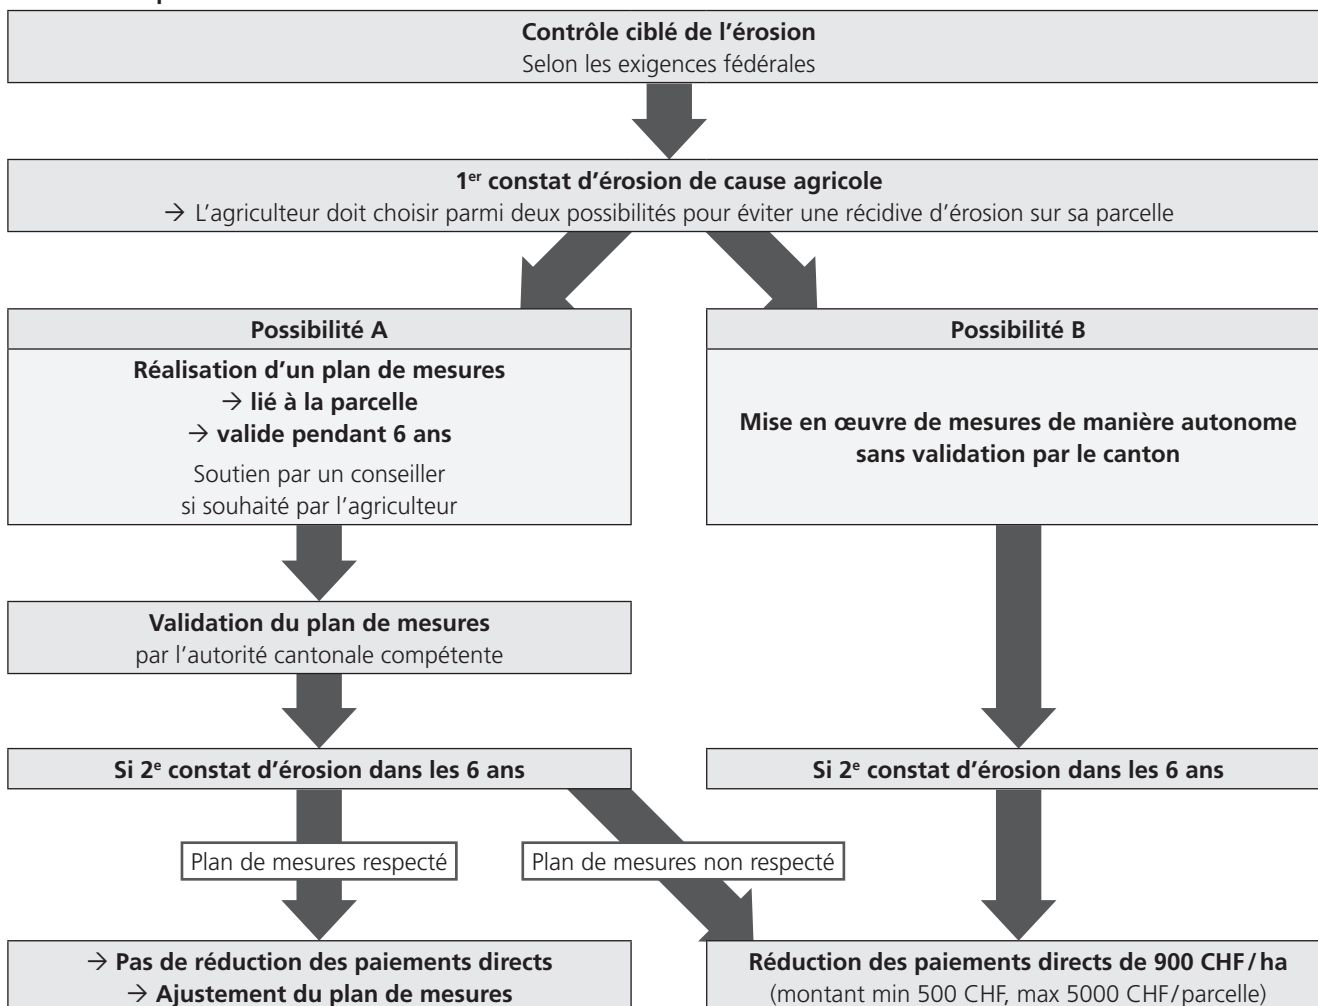 Contrôle ciblé de l’érosion
Selon les exigences fédérales
1er constat d’érosion de cause agricole
→ L’agriculteur doit choisir parmi deux possibilités pour éviter une récidive d’érosion sur sa parcelle
Possibilité A
Réalisation d’un plan de mesures
→ lié à la parcelle
→ valide pendant 6 ans
Soutien par un conseiller
si souhaité par l’agriculteur
Possibilité B
Mise en œuvre de mesures de manière autonome
sans validation par le canton
Validation du plan de mesures
par l’autorité cantonale compétente
Si 2e constat d’érosion dans les 6 ans
Si 2e constat d’érosion dans les 6 ans
Plan de mesures respecté
Plan de mesures non respecté
→ Pas de réduction des paiements directs
→ Ajustement du plan de mesures
Réduction des paiements directs de 900 CHF/ha
(montant min 500 CHF, max 5000 CHF/parcelle)